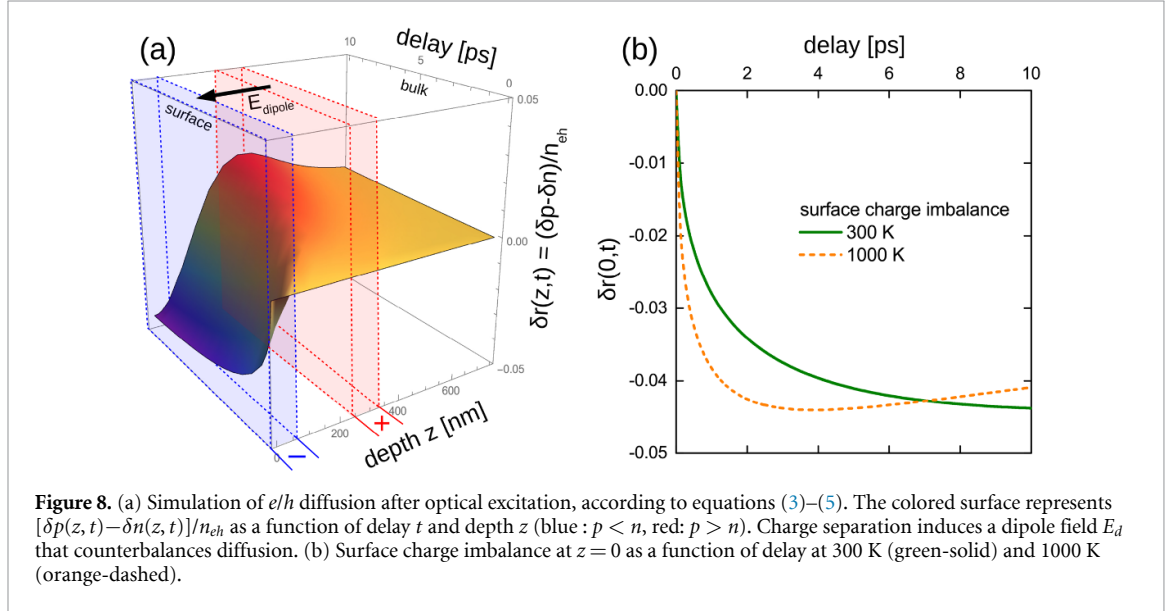 (a)
delay [ps]
10
5
0
bulk
E_dipole
surface
0.05
0.00
−0.05
δr(z,t) = (δp-δn)/n_eh
0
200
400
600
depth z [nm]
−
+
(b)
delay [ps]
0 2 4 6 8 10
0.00
-0.01
-0.02
-0.03
-0.04
-0.05
δr(0,t)
surface charge imbalance
300 K
1000 K
Figure 8. (a) Simulation of e/h diffusion after optical excitation, according to equations (3)–(5). The colored surface represents
[δp(z, t)−δn(z, t)]/n_eh as a function of delay t and depth z (blue : p < n, red: p > n). Charge separation induces a dipole field E_d
that counterbalances diffusion. (b) Surface charge imbalance at z = 0 as a function of delay at 300 K (green-solid) and 1000 K
(orange-dashed).